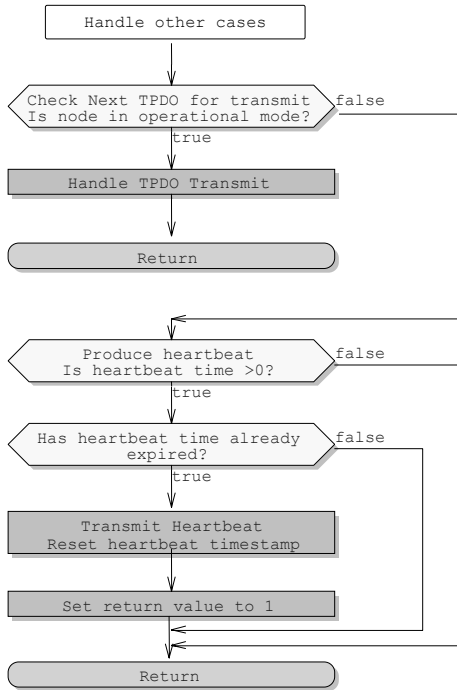 Handle other cases
Check Next TPDO for transmit
Is node in operational mode?
false
true
Handle TPDO Transmit
Return
Produce heartbeat
Is heartbeat time >0?
false
true
Has heartbeat time already
expired?
false
true
Transmit Heartbeat
Reset heartbeat timestamp
Set return value to 1
Return